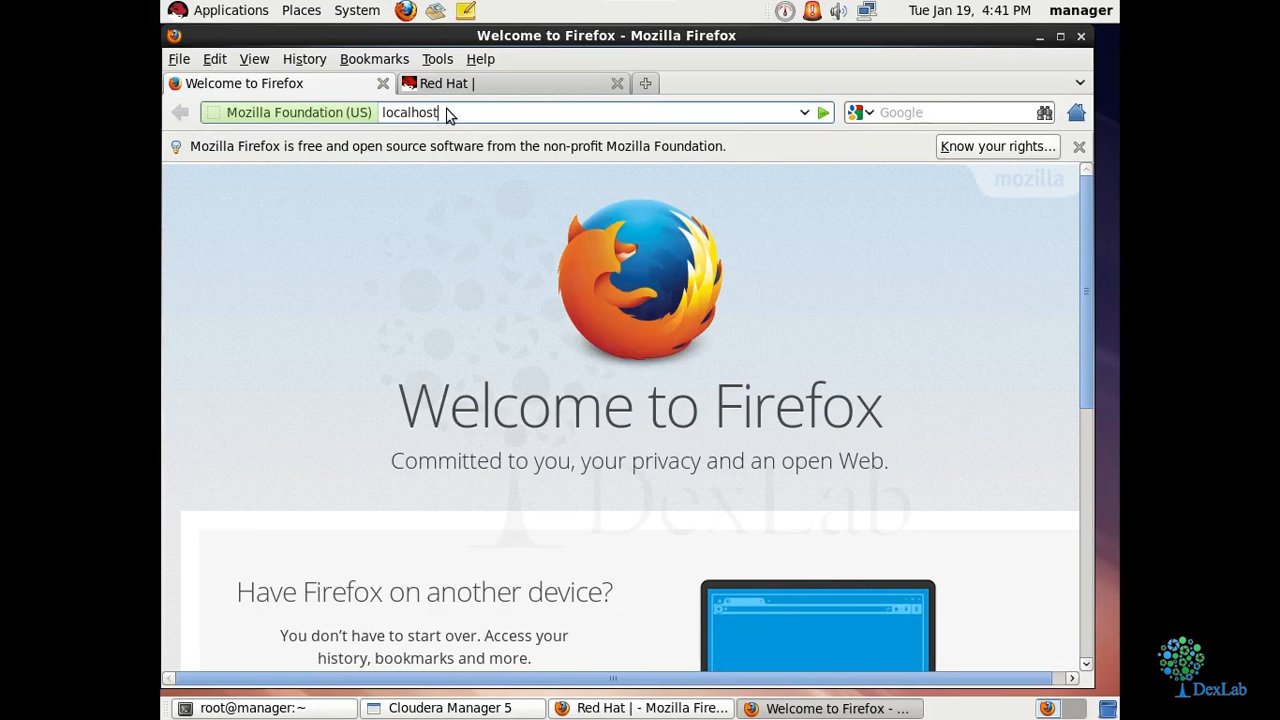 Applications Places System Tue Jan 19, 4:41 PM manager
Welcome to Firefox - Mozilla Firefox
File Edit View History Bookmarks Tools Help
Welcome to Firefox Red Hat |
Mozilla Foundation (US) localhost Google
Mozilla Firefox is free and open source software from the non-profit Mozilla Foundation. Know your rights...
mozilla
Welcome to Firefox
Committed to you, your privacy and an open Web.
DexLab
Have Firefox on another device?
You don’t have to start over. Access your
history, bookmarks and more.
DexLab
root@manager:~ Cloudera Manager 5 Red Hat | - Mozilla Fire... Welcome to Firefox - ...